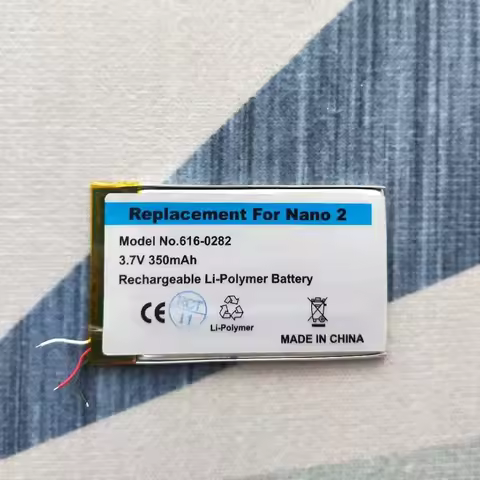 Replacement For Nano 2
Model No.616-0282
3.7V 350mAh
Rechargeable Li-Polymer Battery
CE
Li-Polymer
MADE IN CHINA